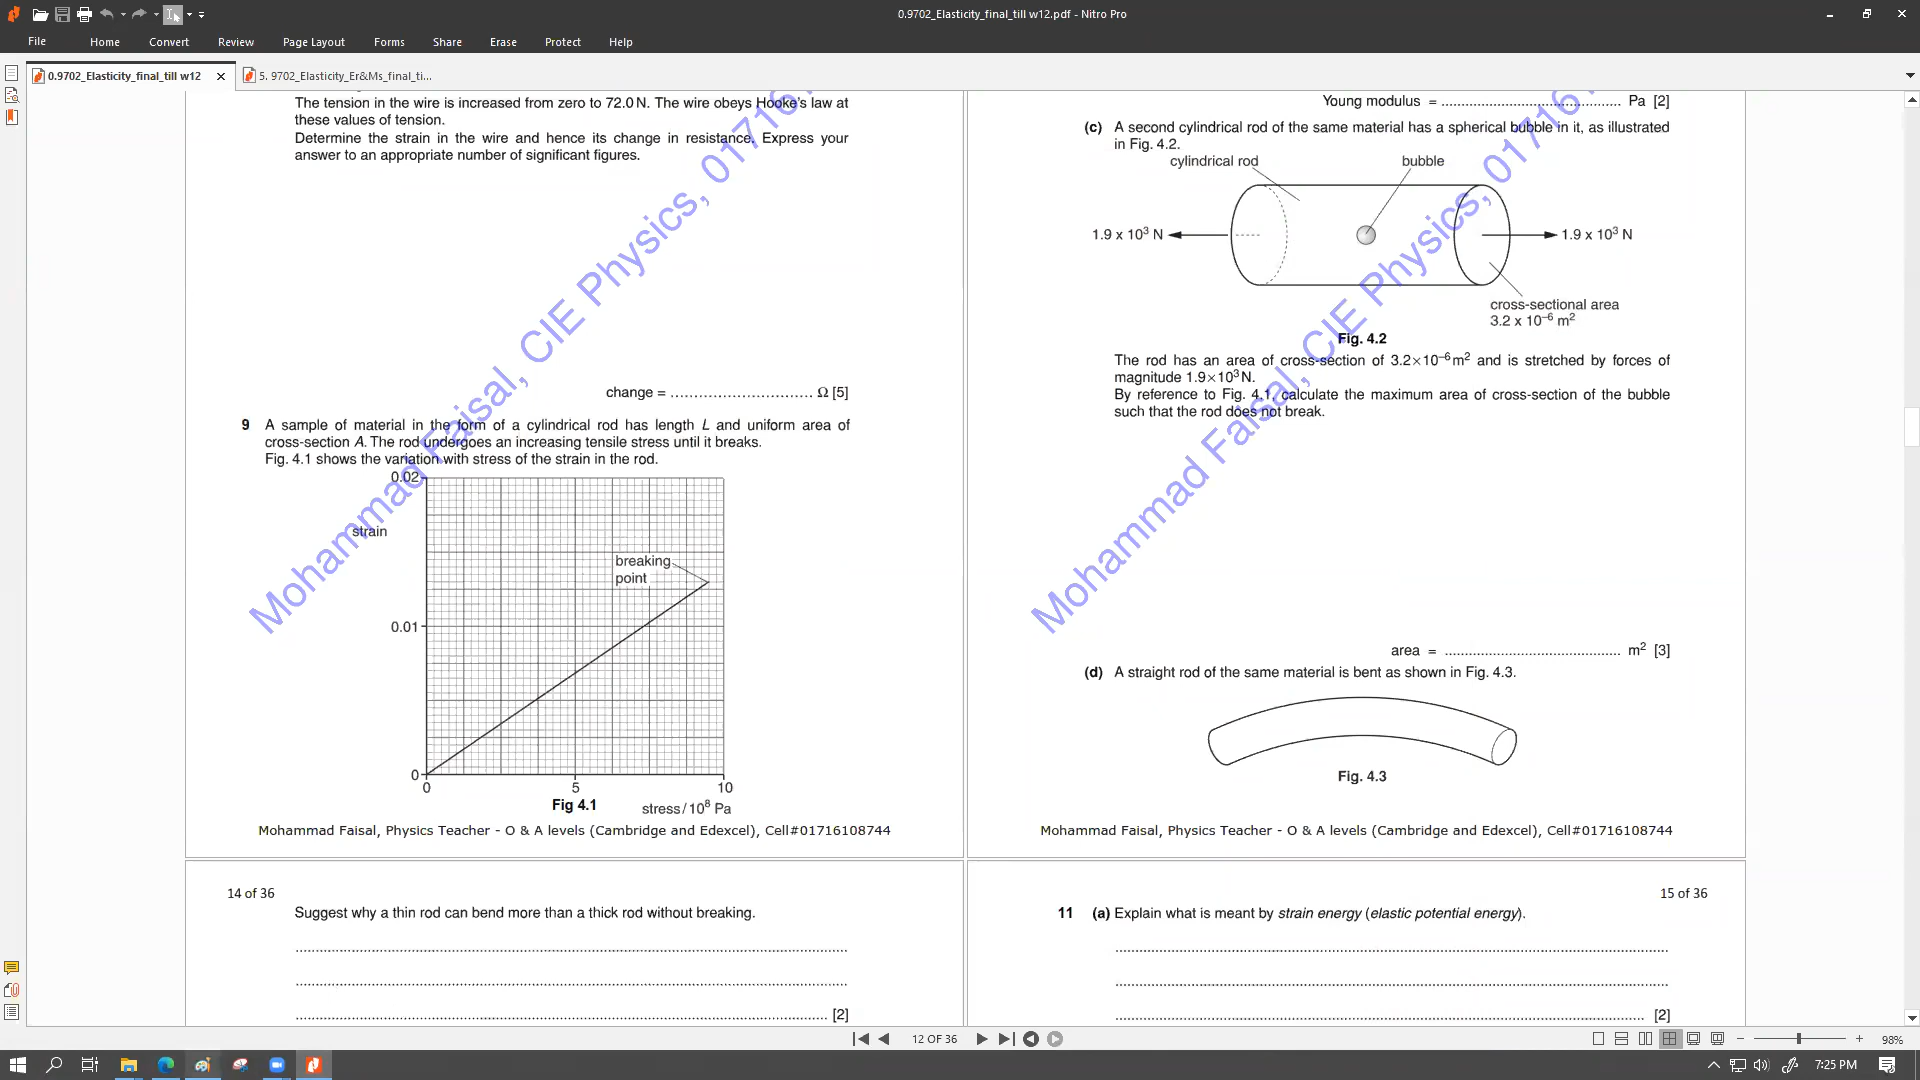 0.9702_Elasticity_final_till w12.pdf - Nitro Pro
File Home Convert Review Page Layout Forms Share Erase Protect Help
0.9702_Elasticity_final_till w12
5. 9702_Elasticity_Er&Ms_final_ti...
The tension in the wire is increased from zero to 72.0 N. The wire obeys Hooke's law at
these values of tension.
Determine the strain in the wire and hence its change in resistance. Express your
answer to an appropriate number of significant figures.
change = .............................. Ω [5]
9 A sample of material in the form of a cylindrical rod has length L and uniform area of
cross-section A. The rod undergoes an increasing tensile stress until it breaks.
Fig. 4.1 shows the variation with stress of the strain in the rod.
0.02
strain
breaking
point
0.01
0
0 5 10
Fig 4.1 stress / 10⁸ Pa
Mohammad Faisal, CIE Physics, 017161
Mohammad Faisal, Physics Teacher - O & A levels (Cambridge and Edexcel), Cell#01716108744
Young modulus = .......................................... Pa [2]
(c) A second cylindrical rod of the same material has a spherical bubble in it, as illustrated
in Fig. 4.2.
cylindrical rod bubble
1.9 x 10³ N 1.9 x 10³ N
cross-sectional area
3.2 x 10⁻⁶ m²
Fig. 4.2
The rod has an area of cross-section of 3.2×10⁻⁶ m² and is stretched by forces of
magnitude 1.9×10³ N.
By reference to Fig. 4.1, calculate the maximum area of cross-section of the bubble
such that the rod does not break.
area = .......................................... m² [3]
(d) A straight rod of the same material is bent as shown in Fig. 4.3.
Fig. 4.3
Mohammad Faisal, CIE Physics, 017161
Mohammad Faisal, Physics Teacher - O & A levels (Cambridge and Edexcel), Cell#01716108744
14 of 36
Suggest why a thin rod can bend more than a thick rod without breaking.
..........................................................................................
..........................................................................................
.......................................................................................... [2]
15 of 36
11 (a) Explain what is meant by strain energy (elastic potential energy).
..........................................................................................
..........................................................................................
.......................................................................................... [2]
12 OF 36
98%
7:25 PM